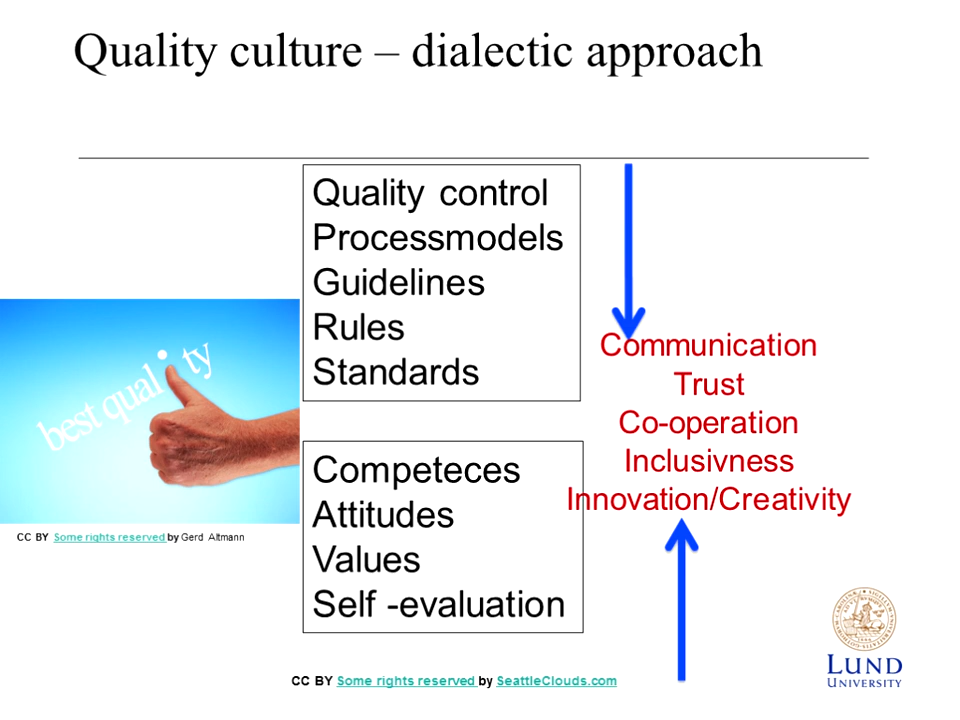 Quality culture – dialectic approach
Quality control
Processmodels
Guidelines
Rules
Standards
Communication
Trust
Co-operation
Inclusivness
Innovation/Creativity
best quality
CC BY Some rights reserved by Gerd Altmann
Competeces
Attitudes
Values
Self -evaluation
CC BY Some rights reserved by SeattleClouds.com
LUND
UNIVERSITY